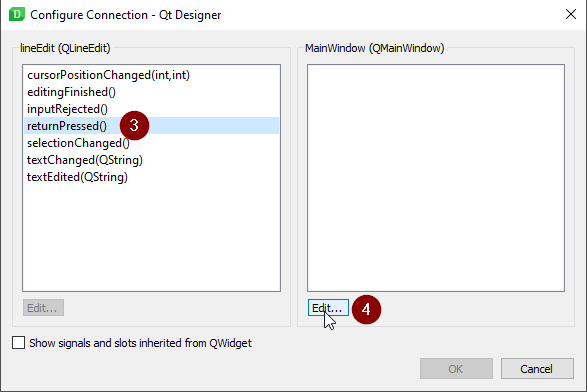 Configure Connection - Qt Designer
lineEdit (QLineEdit)
cursorPositionChanged(int,int)
editingFinished()
inputRejected()
returnPressed()
3
selectionChanged()
textChanged(QString)
textEdited(QString)
Edit...
MainWindow (QMainWindow)
Edit...
4
Show signals and slots inherited from QWidget
OK
Cancel